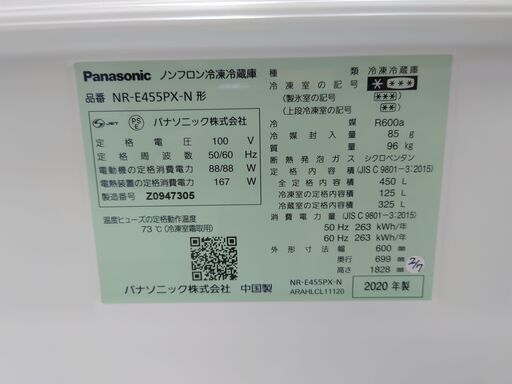 Panasonic ノンフロン冷凍冷蔵庫
品番 NR-E455PX-N 形
JET
PS
E
パナソニック株式会社
定格電圧 100 V
定格周波数 50/60 Hz
電動機の定格消費電力 88/88 W
電熱装置の定格消費電力 167 W
製造番号 Z0947305
温度ヒューズの定格動作温度
73℃(冷凍室霜取用)
パナソニック株式会社 中国製
種類 冷凍冷蔵庫
冷凍室の記号 ****
(製氷室の記号 ***)
(上段冷凍室の記号 ***)
冷媒 R600a
冷媒封入量 85 g
質量 96 kg
断熱発泡ガス シクロペンタン
定格内容積 (JIS C 9801-3:2015)
全定格内容積 450 L
冷凍室の容積 125 L
冷蔵室の容積 325 L
消費電力量 (JIS C 9801-3:2015)
50 Hz 263 kWh/年
60 Hz 263 kWh/年
外形寸法 幅 600 mm
奥行 699 mm
高さ 1828 mm
2/7
NR-E455PX-N
ARAHLCL11120
2020 年製